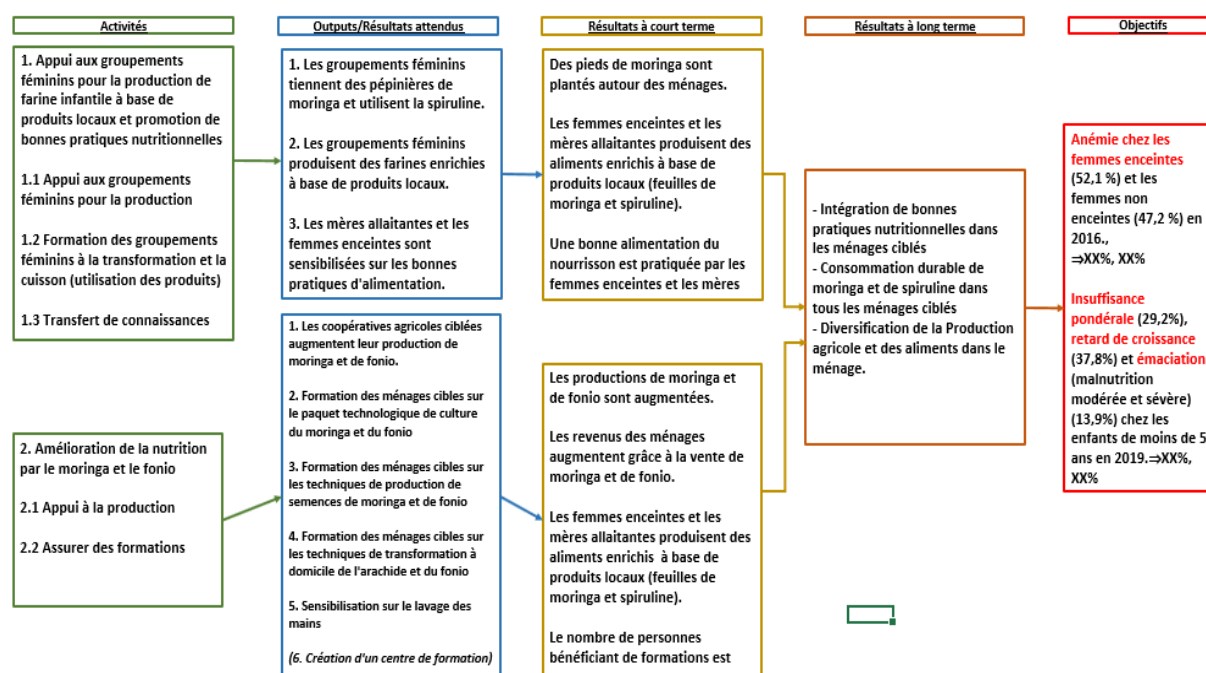 Activités
Outputs/Résultats attendus
Résultats à court terme
Résultats à long terme
Objectifs
1. Appui aux groupements
féminins pour la production de
farine infantile à base de
produits locaux et promotion de
bonnes pratiques nutritionnelles
1.1 Appui aux groupements
féminins pour la production
1.2 Formation des groupements
féminins à la transformation et la
cuisson (utilisation des produits)
1.3 Transfert de connaissances
2. Amélioration de la nutrition
par le moringa et le fonio
2.1 Appui à la production
2.2 Assurer des formations
1. Les groupements féminins
tiennent des pépinières de
moringa et utilisent la spiruline.
2. Les groupements féminins
produisent des farines enrichies
à base de produits locaux.
3. Les mères allaitantes et les
femmes enceintes sont
sensibilisées sur les bonnes
pratiques d'alimentation.
1. Les coopératives agricoles ciblées
augmentent leur production de
moringa et de fonio.
2. Formation des ménages cibles sur
le paquet technologique de culture
du moringa et du fonio
3. Formation des ménages cibles sur
les techniques de production de
semences de moringa et de fonio
4. Formation des ménages cibles sur
les techniques de transformation à
domicile de l'arachide et du fonio
5. Sensibilisation sur le lavage des
mains
(6. Création d'un centre de formation)
Des pieds de moringa sont
plantés autour des ménages.
Les femmes enceintes et les
mères allaitantes produisent des
aliments enrichis à base de
produits locaux (feuilles de
moringa et spiruline).
Une bonne alimentation du
nourrisson est pratiquée par les
femmes enceintes et les mères
Les productions de moringa et
de fonio sont augmentées.
Les revenus des ménages
augmentent grâce à la vente de
moringa et de fonio.
Les femmes enceintes et les
mères allaitantes produisent des
aliments enrichis à base de
produits locaux (feuilles de
moringa et spiruline).
Le nombre de personnes
bénéficiant de formations est
- Intégration de bonnes
pratiques nutritionnelles dans
les ménages ciblés
- Consommation durable de
moringa et de spiruline dans
tous les ménages ciblés
- Diversification de la Production
agricole et des aliments dans le
ménage.
Anémie chez les
femmes enceintes
(52,1 %) et les
femmes non
enceintes (47,2 %) en
2016.,
⇒XX%, XX%
Insuffisance
pondérale (29,2%),
retard de croissance
(37,8%) et émaciation
(malnutrition
modérée et sévère)
(13,9%) chez les
enfants de moins de 5
ans en 2019.⇒XX%,
XX%